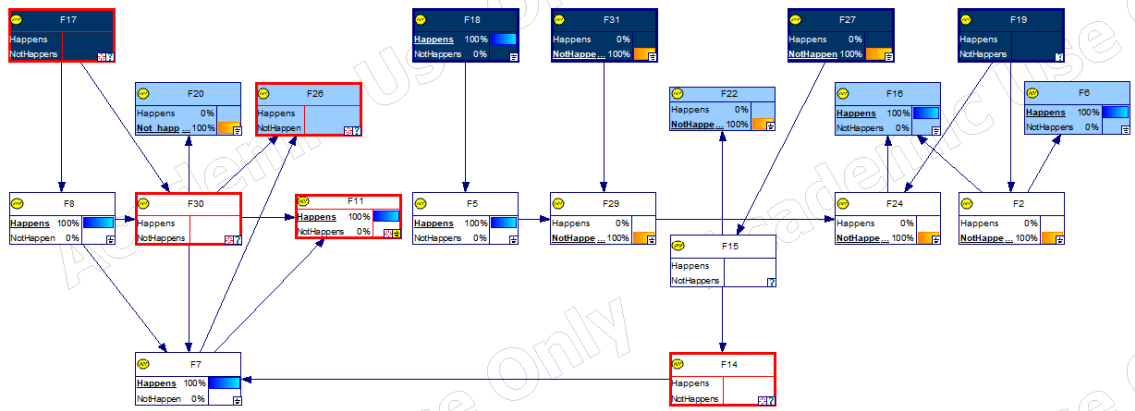 F17
Happens
NotHappens
F18
Happens 100%
NotHappens 0%
F31
Happens 0%
NotHappe ... 100%
F27
Happens 0%
NotHappen 100%
F19
Happens
NotHappens
F20
Happens 0%
Not_happ ... 100%
F26
Happens
NotHappen
F22
Happens 0%
NotHappe ... 100%
F16
Happens 100%
NotHappens 0%
F6
Happens 100%
NotHappens 0%
F8
Happens 100%
NotHappen 0%
F30
Happens
NotHappens
F11
Happens 100%
NotHappens 0%
F5
Happens 100%
NotHappens 0%
F29
Happens 0%
NotHappe ... 100%
F24
Happens 0%
NotHappe ... 100%
F2
Happens 0%
NotHappe ... 100%
F15
Happens
NotHappens
F7
Happens 100%
NotHappen 0%
F14
Happens
NotHappens
Academic Use Only